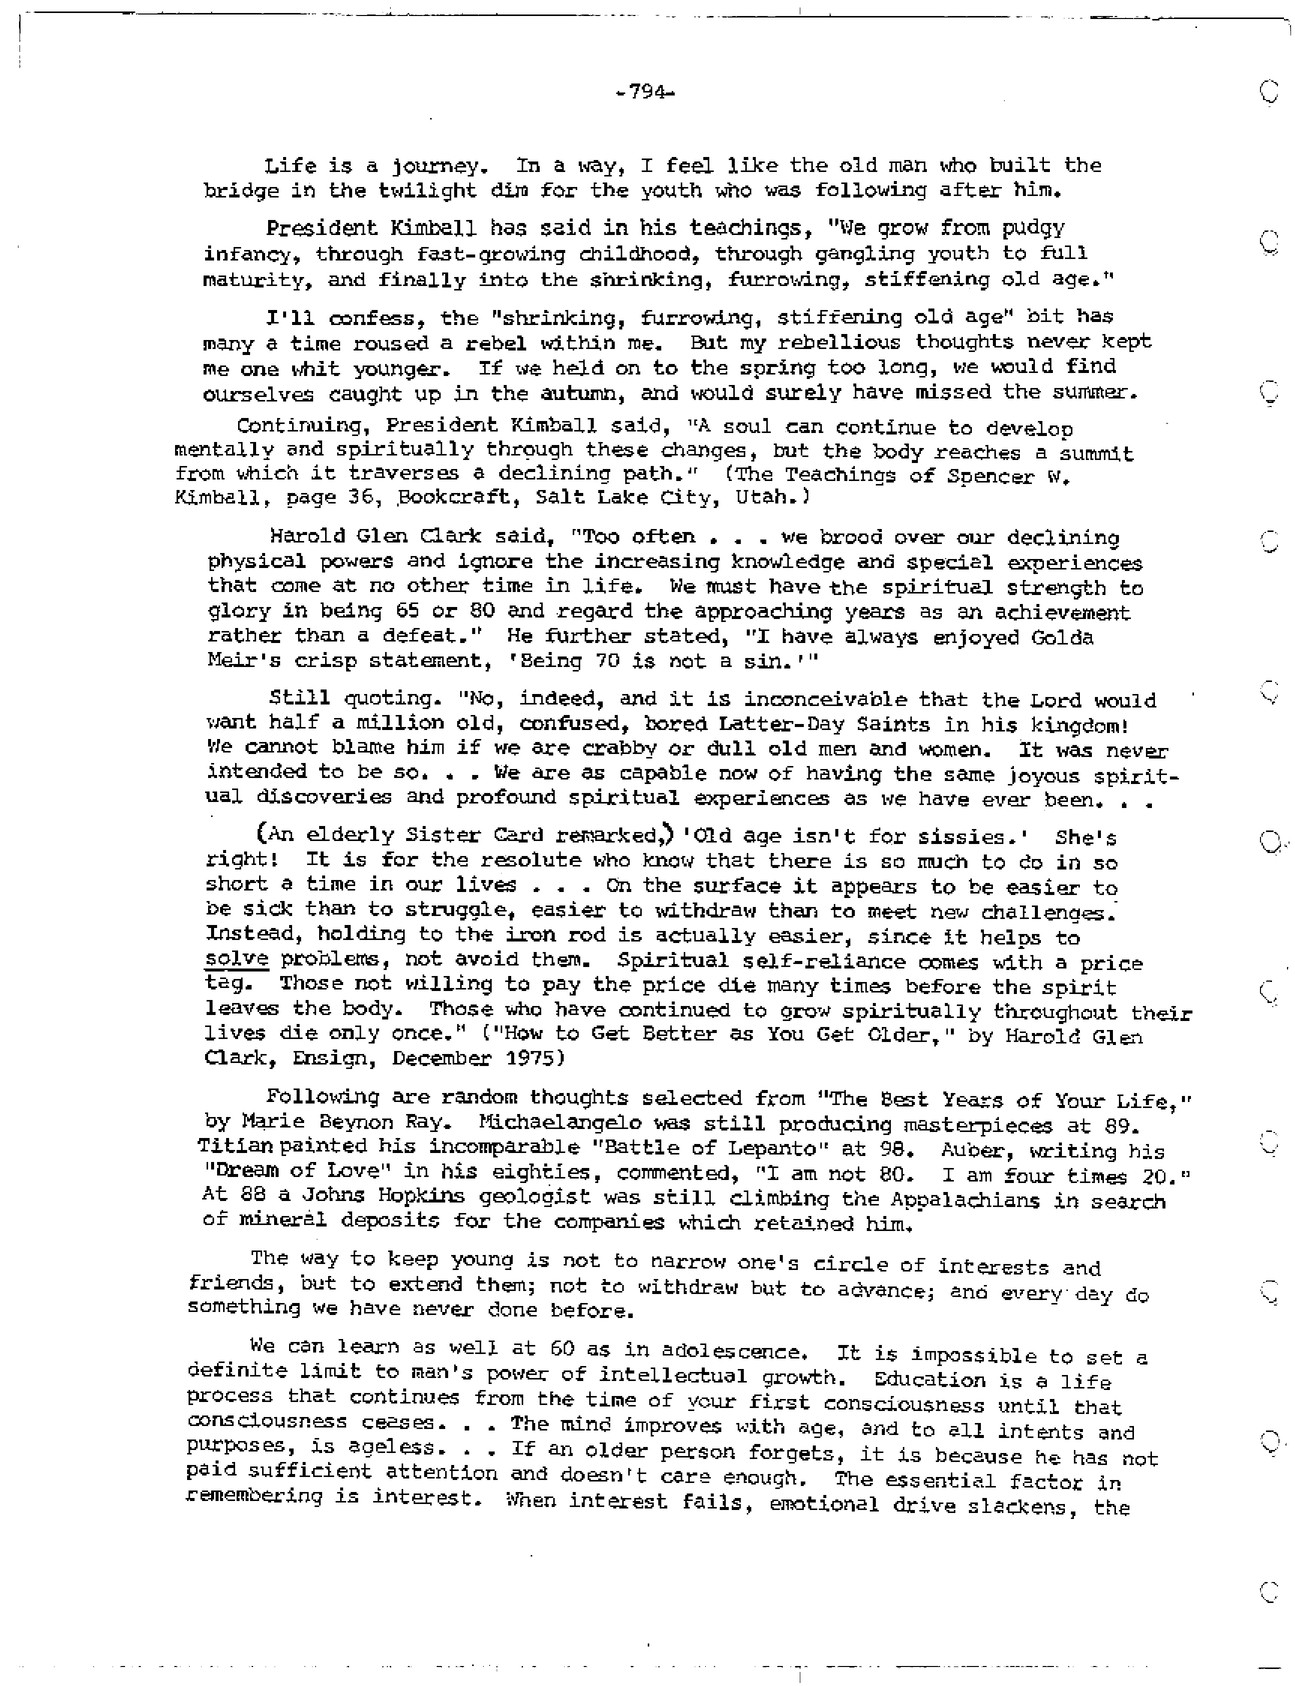 -794-
Life is a journey. In a way, I feel like the old man who built the
bridge in the twilight dim for the youth who was following after him.
President Kimball has said in his teachings, "We grow from pudgy
infancy, through fast-growing childhood, through gangling youth to full
maturity, and finally into the shrinking, furrowing, stiffening old age."
I'll confess, the "shrinking, furrowing, stiffening old age" bit has
many a time roused a rebel within me. But my rebellious thoughts never kept
me one whit younger. If we held on to the spring too long, we would find
ourselves caught up in the autumn, and would surely have missed the summer.
Continuing, President Kimball said, "A soul can continue to develop
mentally and spiritually through these changes, but the body reaches a summit
from which it traverses a declining path." (The Teachings of Spencer W.
Kimball, page 36, Bookcraft, Salt Lake City, Utah.)
Harold Glen Clark said, "Too often . . . we brood over our declining
physical powers and ignore the increasing knowledge and special experiences
that come at no other time in life. We must have the spiritual strength to
glory in being 65 or 80 and regard the approaching years as an achievement
rather than a defeat." He further stated, "I have always enjoyed Golda
Meir's crisp statement, 'Being 70 is not a sin.'"
Still quoting. "No, indeed, and it is inconceivable that the Lord would
want half a million old, confused, bored Latter-Day Saints in his kingdom!
We cannot blame him if we are crabby or dull old men and women. It was never
intended to be so. . . We are as capable now of having the same joyous spirit-
ual discoveries and profound spiritual experiences as we have ever been. . .
(An elderly Sister Card remarked,) 'Old age isn't for sissies.' She's
right! It is for the resolute who know that there is so much to do in so
short a time in our lives . . . On the surface it appears to be easier to
be sick than to struggle, easier to withdraw than to meet new challenges.
Instead, holding to the iron rod is actually easier, since it helps to
solve problems, not avoid them. Spiritual self-reliance comes with a price
tag. Those not willing to pay the price die many times before the spirit
leaves the body. Those who have continued to grow spiritually throughout their
lives die only once." ("How to Get Better as You Get Older," by Harold Glen
Clark, Ensign, December 1975)
Following are random thoughts selected from "The Best Years of Your Life,"
by Marie Beynon Ray. Michaelangelo was still producing masterpieces at 89.
Titian painted his incomparable "Battle of Lepanto" at 98. Auber, writing his
"Dream of Love" in his eighties, commented, "I am not 80. I am four times 20."
At 88 a Johns Hopkins geologist was still climbing the Appalachians in search
of mineral deposits for the companies which retained him.
The way to keep young is not to narrow one's circle of interests and
friends, but to extend them; not to withdraw but to advance; and every day do
something we have never done before.
We can learn as well at 60 as in adolescence. It is impossible to set a
definite limit to man's power of intellectual growth. Education is a life
process that continues from the time of your first consciousness until that
consciousness ceases. . . The mind improves with age, and to all intents and
purposes, is ageless. . . If an older person forgets, it is because he has not
paid sufficient attention and doesn't care enough. The essential factor in
remembering is interest. When interest fails, emotional drive slackens, the